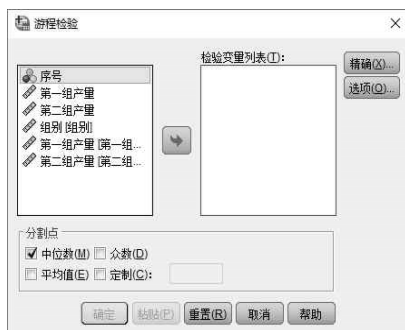 游程检验
检验变量列表(T):
序号
第一组产量
第二组产量
组别 [组别]
第一组产量 [第一组...
第二组产量 [第二组...
精确(X)...
选项(O)...
分割点
中位数(M) 众数(D)
平均值(E) 定制(C):
确定 粘贴(P) 重置(R) 取消 帮助